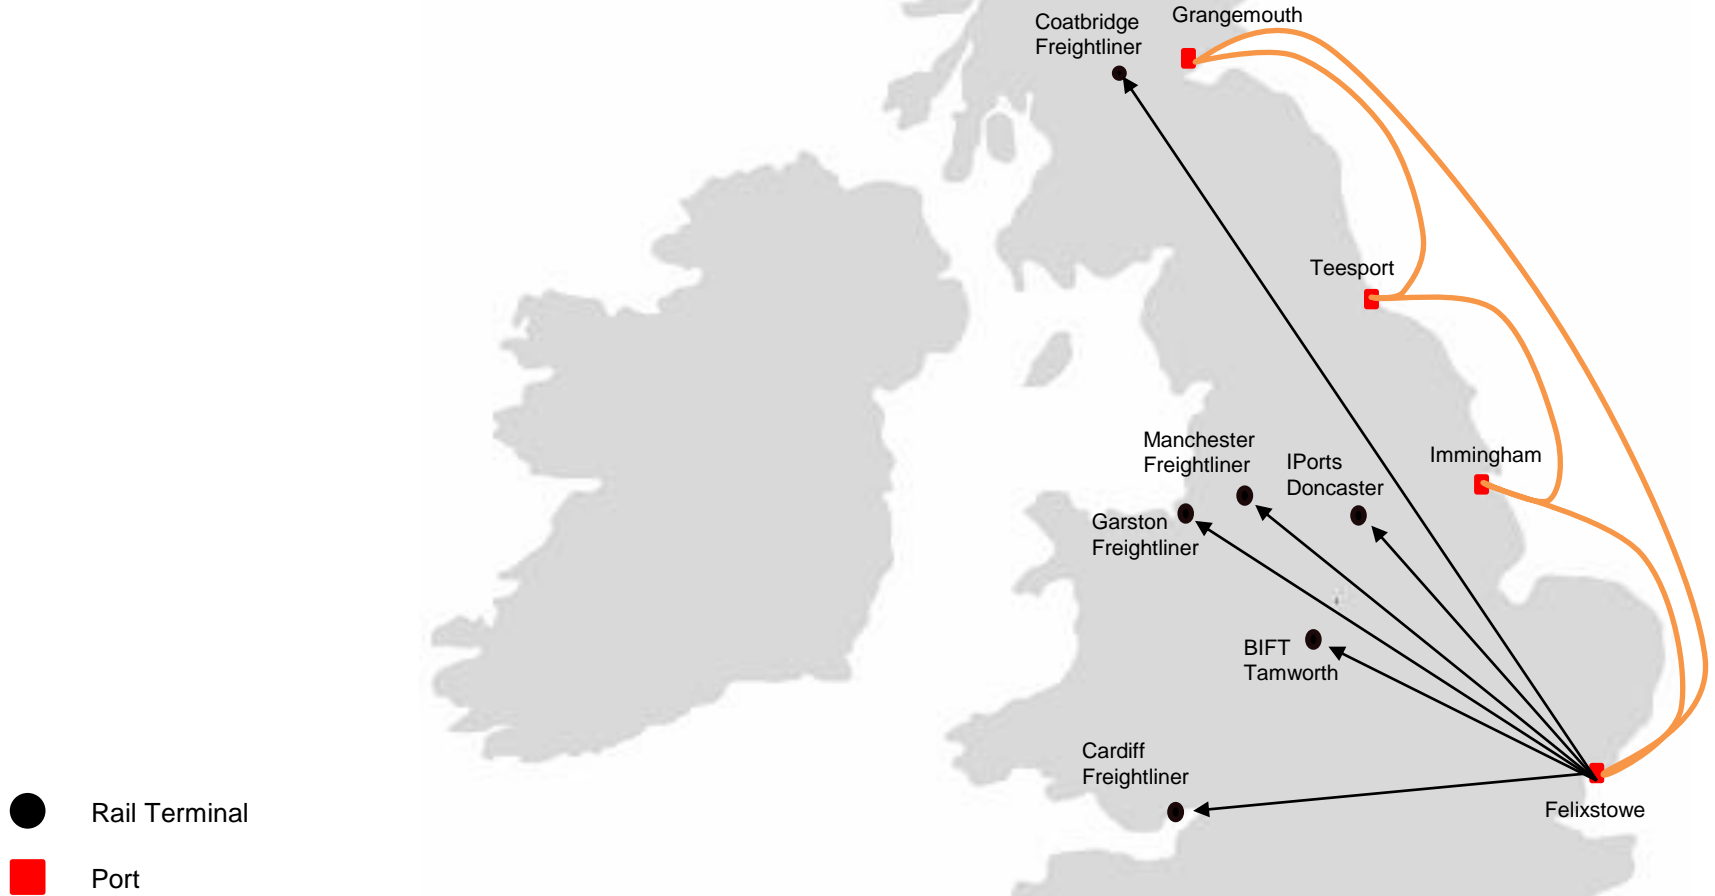 Coatbridge
Freightliner
Grangemouth
Teesport
Manchester
Freightliner
IPorts
Doncaster
Immingham
Garston
Freightliner
BIFT
Tamworth
Cardiff
Freightliner
Felixstowe
Rail Terminal
Port